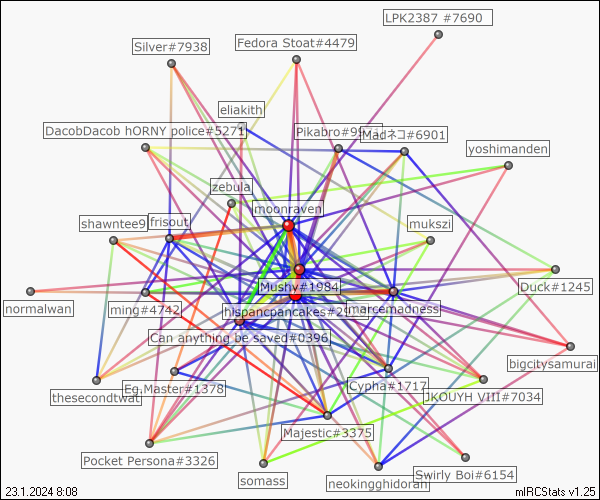 LPK2387 #7690
Silver#7938
Fedora Stoat#4479
eliakith
DacobDacob hORNY police#5271
Pikabro#99
Madネコ#6901
yoshimanden
zebula
moonraven
shawntee9
frisout
mukszi
Mushy#1984
Duck#1245
normalwan
ming#4742
hispancpancakes#2
marcemadness
Can anything be saved#0396
bigcitysamurai
thesecondtwat
Eg.Master#1378
Cypha#1717
JKOUYH VIII#7034
Majestic#3375
Pocket Persona#3326
somass
neokingghidorah
Swirly Boi#6154
23.1.2024 8:08
mIRCStats v1.25